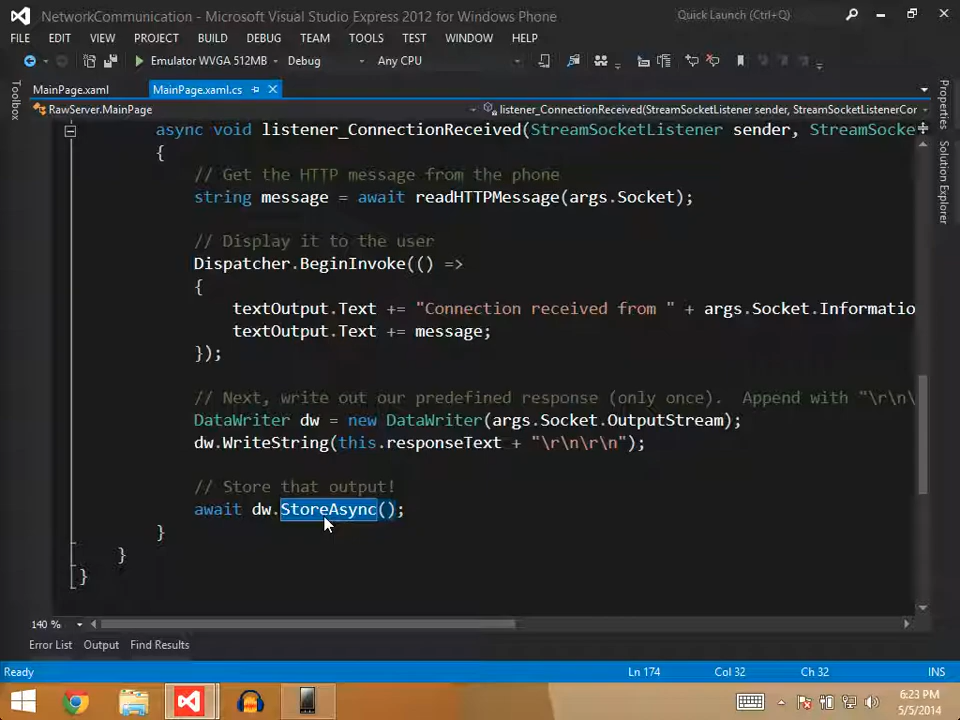 NetworkCommunication - Microsoft Visual Studio Express 2012 for Windows Phone
Quick Launch (Ctrl+Q)
FILE EDIT VIEW PROJECT BUILD DEBUG TEAM TOOLS TEST WINDOW HELP
Emulator WVGA 512MB Debug Any CPU
Toolbox
MainPage.xaml MainPage.xaml.cs
RawServer.MainPage listener_ConnectionReceived(StreamSocketListener sender, StreamSocketListenerCor
Properties
Solution Explorer
async void listener_ConnectionReceived(StreamSocketListener sender, StreamSocke
{
// Get the HTTP message from the phone
string message = await readHTTPMessage(args.Socket);
// Display it to the user
Dispatcher.BeginInvoke(() =>
{
textOutput.Text += "Connection received from " + args.Socket.Informatio
textOutput.Text += message;
});
// Next, write out our predefined response (only once).  Append with "\r\n\
DataWriter dw = new DataWriter(args.Socket.OutputStream);
dw.WriteString(this.responseText + "\r\n\r\n");
// Store that output!
await dw.StoreAsync();
}
}
}
140 %
Error List Output Find Results
Ready Ln 174 Col 32 Ch 32 INS
6:23 PM
5/5/2014